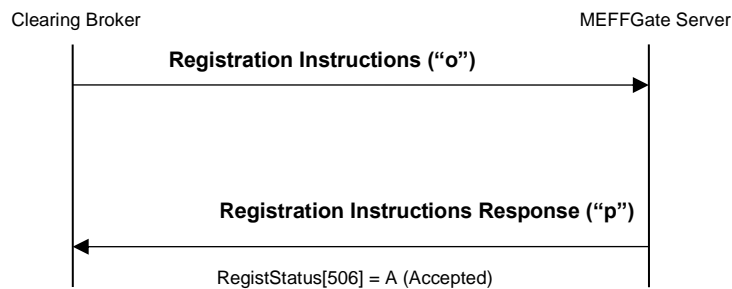 Clearing Broker
MEFFGate Server
Registration Instructions (“o”)
Registration Instructions Response (“p”)
RegistStatus[506] = A (Accepted)